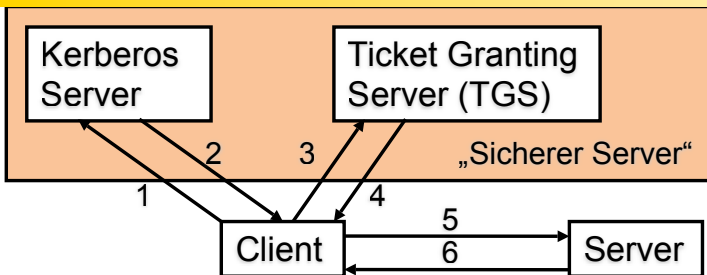 Kerberos
Server
Ticket Granting
Server (TGS)
2
3
„Sicherer Server“
1
4
5
Client
6
Server